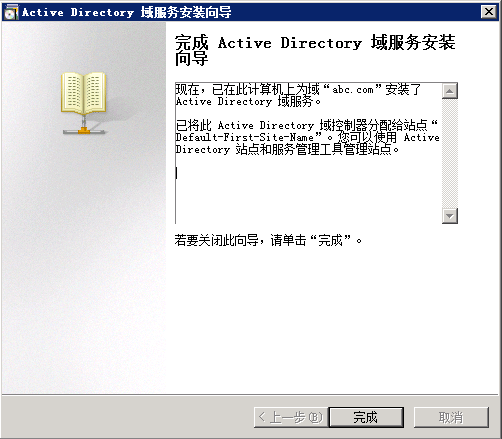 Active Directory 域服务安装向导
完成 Active Directory 域服务安装
向导
现在，已在此计算机上为域“abc.com”安装了
Active Directory 域服务。
已将此 Active Directory 域控制器分配给站点“
Default-First-Site-Name”。您可以使用 Active
Directory 站点和服务管理工具管理站点。
若要关闭此向导，请单击“完成”。
< 上一步(B) 完成 取消